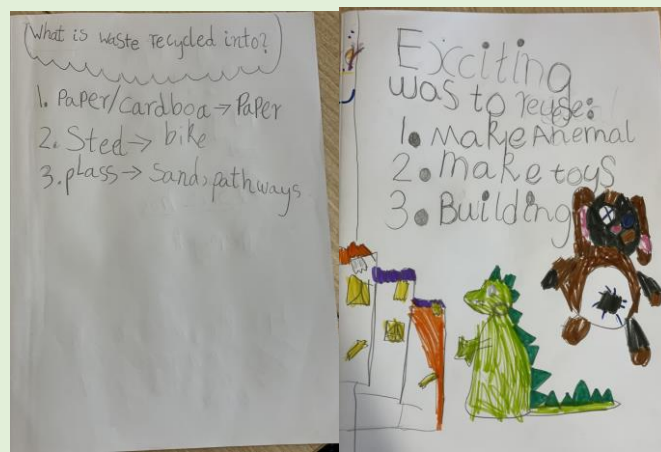 What is waste recycled into?
1. Paper/cardboa → Paper
2. Steel → bike
3. plass → Sand, pathways
Exciting
was to reuse:
1. Make Anemal
2. make toys
3. Building